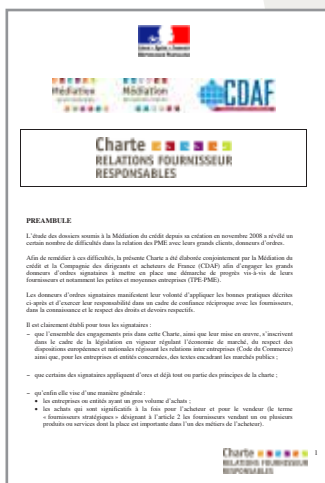 Liberté • Égalité • Fraternité
RÉPUBLIQUE FRANÇAISE
Médiation Médiation CDAF
Charte
RELATIONS FOURNISSEUR
RESPONSABLES
PREAMBULE
L'étude des dossiers soumis à la Médiation du crédit depuis sa création en novembre 2008 a révélé un
certain nombre de difficultés dans la relation des PME avec leurs grands clients, donneurs d'ordres.
Afin de remédier à ces difficultés, la présente Charte a été élaborée conjointement par la Médiation du
crédit et la Compagnie des dirigeants et acheteurs de France (CDAF) afin d'engager les grands
donneurs d'ordres signataires à mettre en place une démarche de progrès vis-à-vis de leurs
fournisseurs et notamment les petites et moyennes entreprises (TPE-PME).
Les donneurs d'ordres signataires manifestent leur volonté d'appliquer les bonnes pratiques décrites
ci-après et d'exercer leur responsabilité dans un cadre de confiance réciproque avec les fournisseurs,
dans la connaissance et le respect des droits et devoirs respectifs.
Il est clairement établi pour tous les signataires :
– que l'ensemble des engagements pris dans cette Charte, ainsi que leur mise en œuvre, s'inscrivent
dans le cadre de la législation en vigueur régulant l'économie de marché, du respect des
dispositions européennes et nationales régissant les relations inter entreprises (Code du Commerce)
ainsi que, pour les entreprises et entités concernées, des textes encadrant les marchés publics ;
– que certains des signataires appliquent d'ores et déjà tout ou partie des principes de la charte ;
– qu'enfin elle vise d'une manière générale :
• les entreprises ou entités ayant un gros volume d'achats ;
• les achats qui sont significatifs à la fois pour l'acheteur et pour le vendeur (le terme
« fournisseurs stratégiques » désignant à l'article 2 les fournisseurs vendant un ou plusieurs
produits ou services dont la place est importante dans l'un des métiers de l'acheteur).
Charte 1
RELATIONS FOURNISSEUR
RESPONSABLES